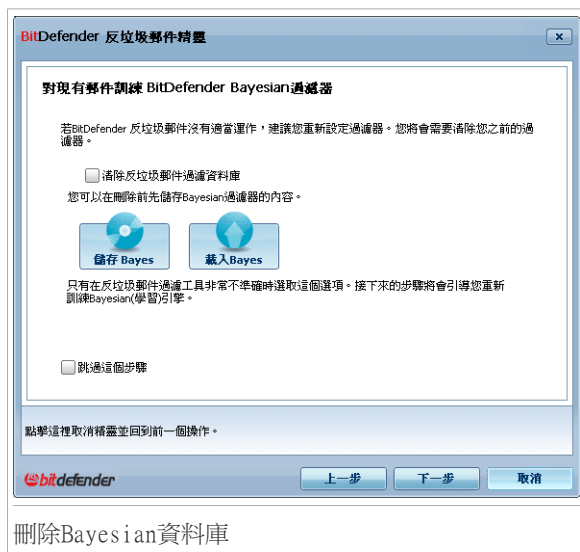 BitDefender 反垃圾郵件精靈
對現有郵件訓練 BitDefender Bayesian過濾器
若BitDefender 反垃圾郵件沒有適當運作，建議您重新設定過濾器。您將會需要清除您之前的過
濾器。
清除反垃圾郵件過濾資料庫
您可以在刪除前先儲存Bayesian過濾器的內容。
儲存 Bayes
載入Bayes
只有在反垃圾郵件過濾工具非常不準確時選取這個選項。接下來的步驟將會引導您重新
訓練Bayesian(學習)引擎。
跳過這個步驟
點擊這裡取消精靈並回到前一個操作。
bitdefender
上一步
下一步
取消
刪除Bayesian資料庫